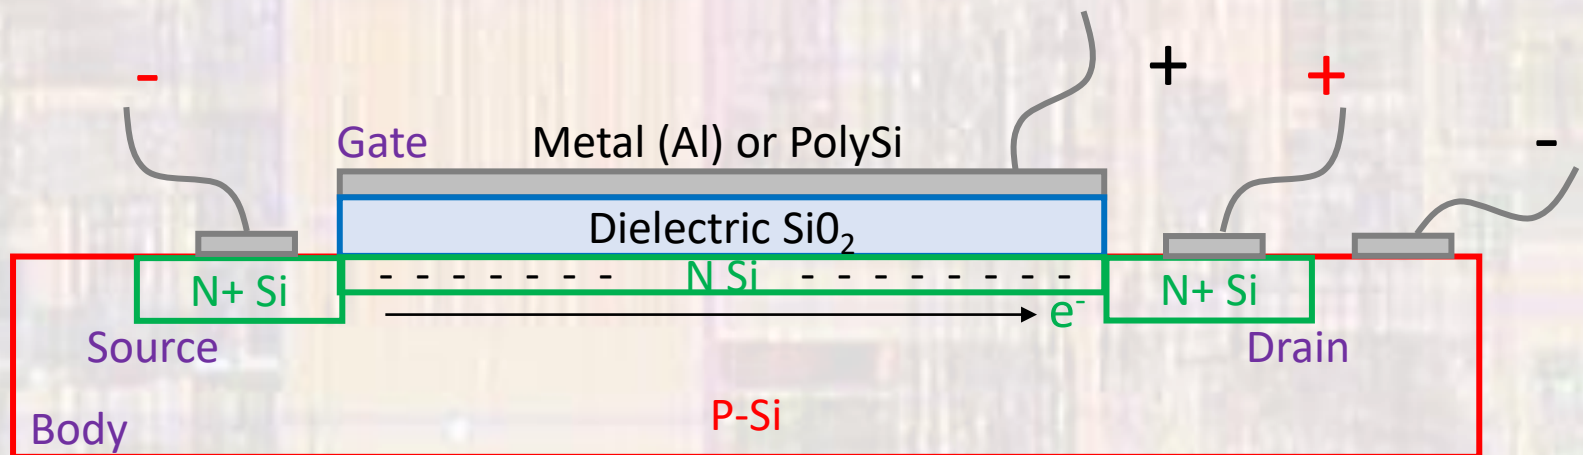 - + + -
Gate Metal (Al) or PolySi
Dielectric Si0₂
N+ Si - - - - - - - N Si - - - - - - - - N+ Si
e⁻
Source Drain
P-Si
Body